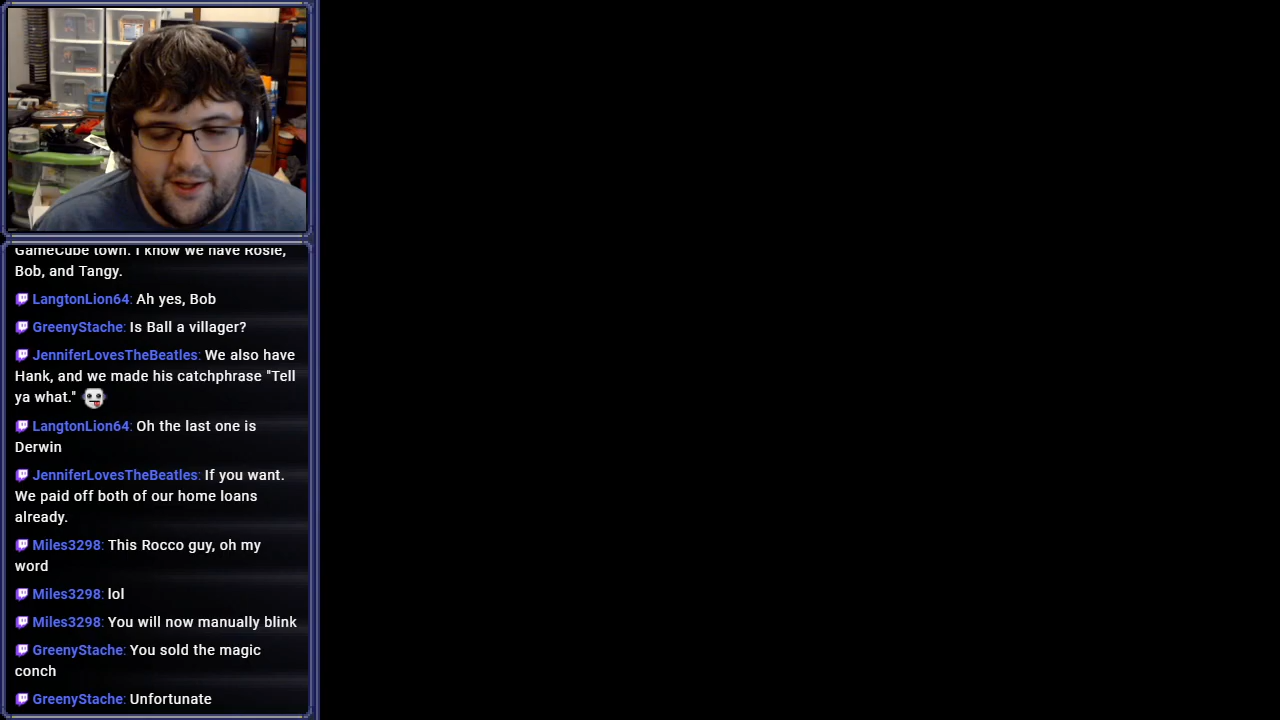 GameCube town. I know we have Rosie,
Bob, and Tangy.
LangtonLion64: Ah yes, Bob
GreenyStache: Is Ball a villager?
JenniferLovesTheBeatles: We also have
Hank, and we made his catchphrase "Tell
ya what."
LangtonLion64: Oh the last one is
Derwin
JenniferLovesTheBeatles: If you want.
We paid off both of our home loans
already.
Miles3298: This Rocco guy, oh my
word
Miles3298: lol
Miles3298: You will now manually blink
GreenyStache: You sold the magic
conch
GreenyStache: Unfortunate